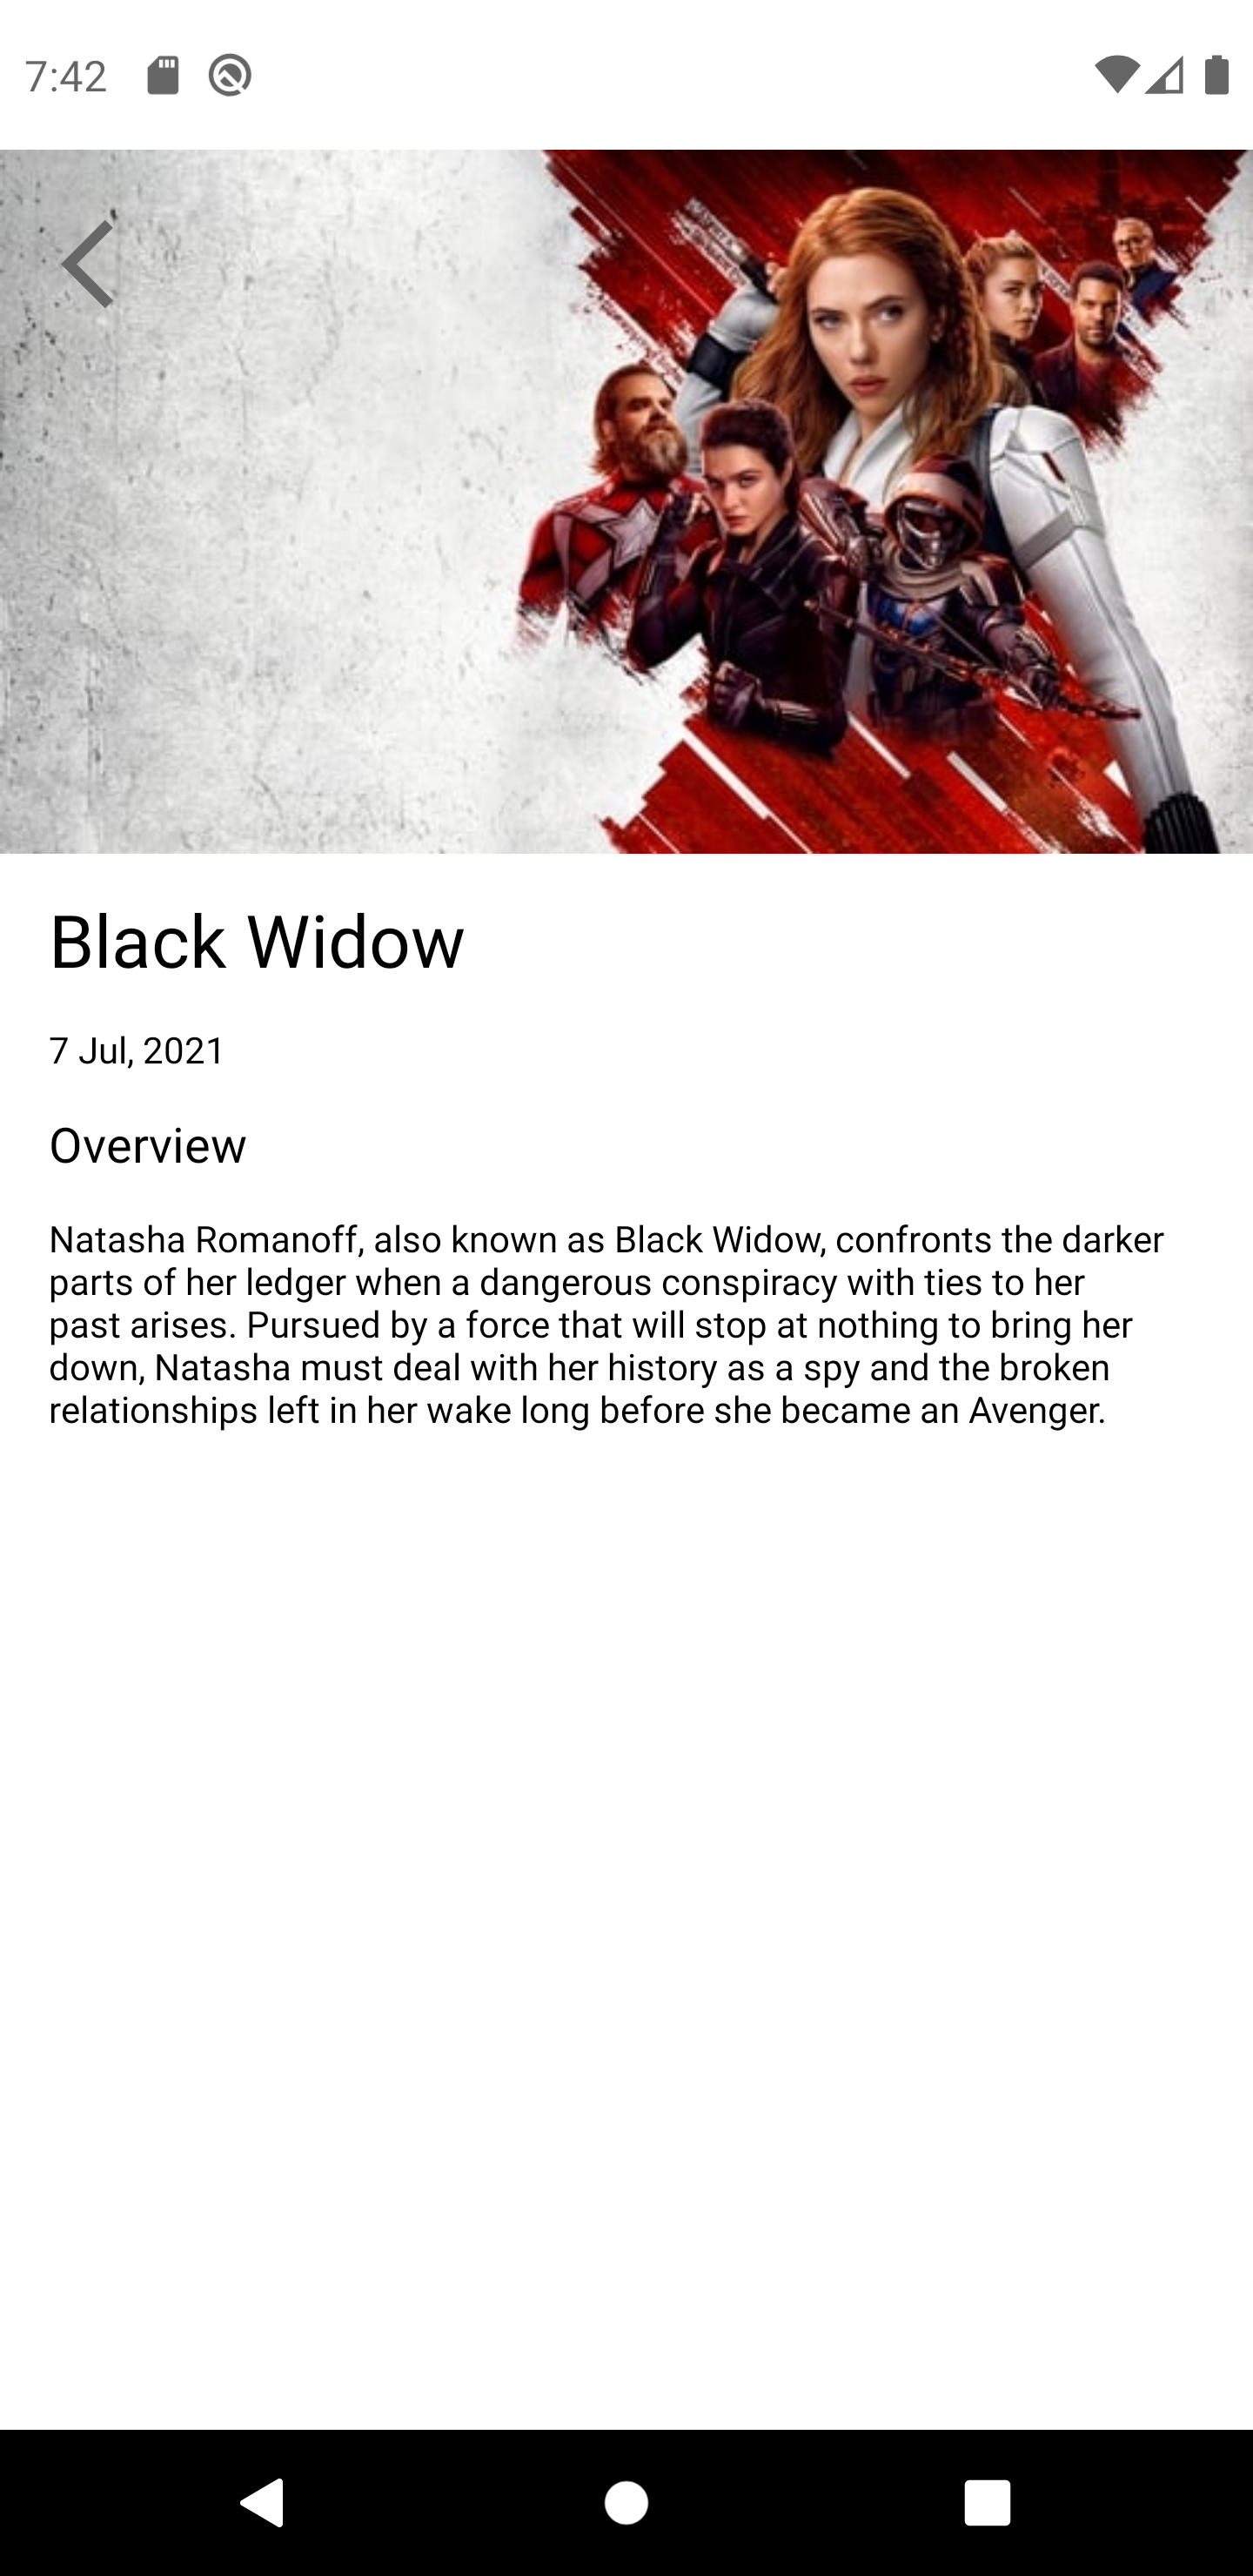 7:42
Black Widow
7 Jul, 2021
Overview
Natasha Romanoff, also known as Black Widow, confronts the darker
parts of her ledger when a dangerous conspiracy with ties to her
past arises. Pursued by a force that will stop at nothing to bring her
down, Natasha must deal with her history as a spy and the broken
relationships left in her wake long before she became an Avenger.